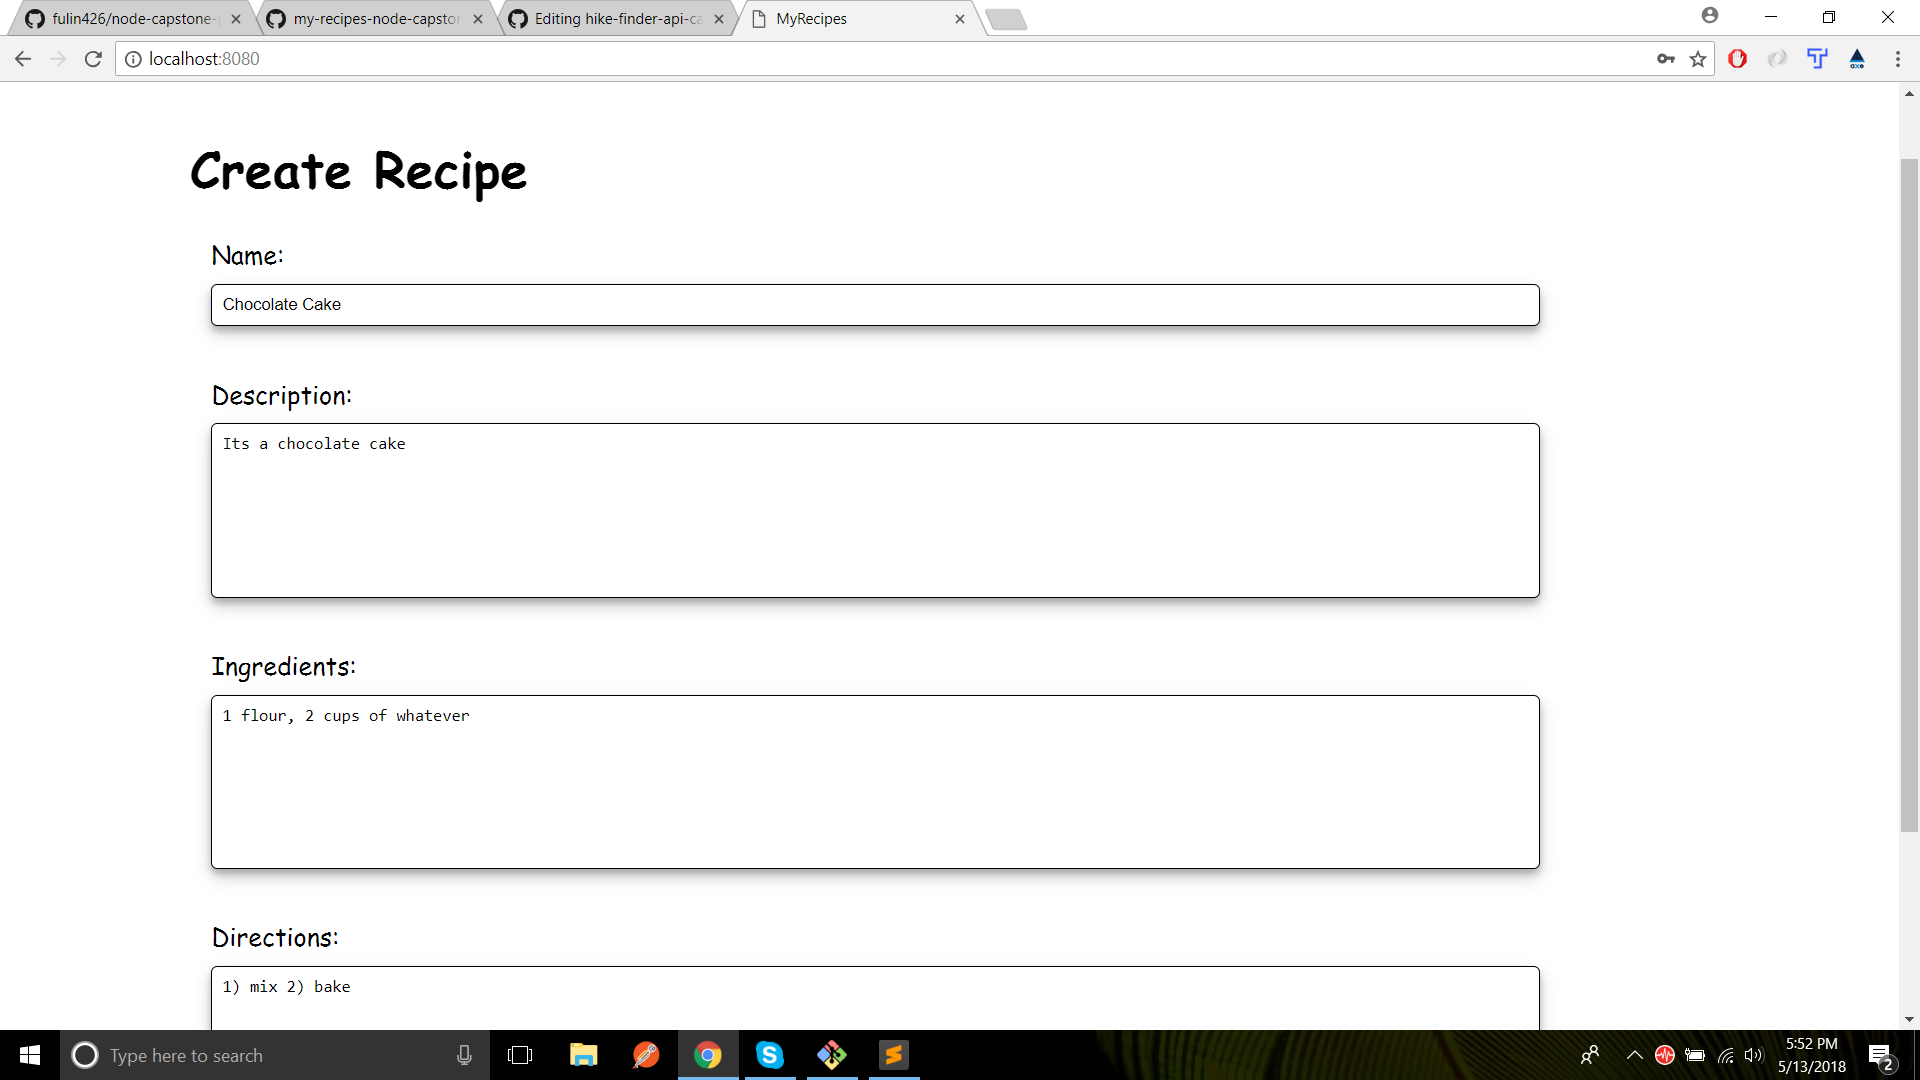 fulin426/node-capstone-
my-recipes-node-capsto
Editing hike-finder-api-ca
MyRecipes
localhost:8080
Create Recipe
Name:
Chocolate Cake
Description:
Its a chocolate cake
Ingredients:
1 flour, 2 cups of whatever
Directions:
1) mix 2) bake
Type here to search
5:52 PM
5/13/2018
2